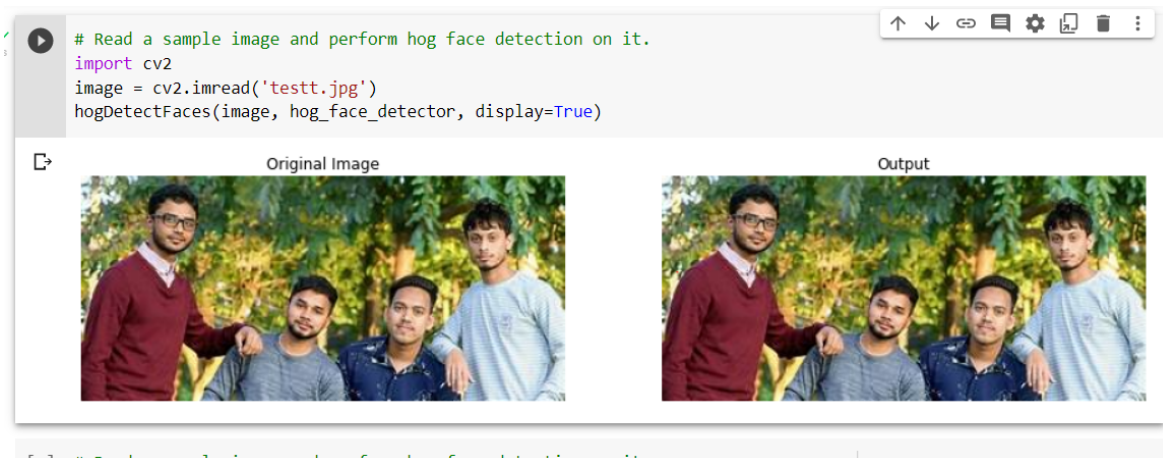 # Read a sample image and perform hog face detection on it.
import cv2
image = cv2.imread('testt.jpg')
hogDetectFaces(image, hog_face_detector, display=True)
Original Image
Output